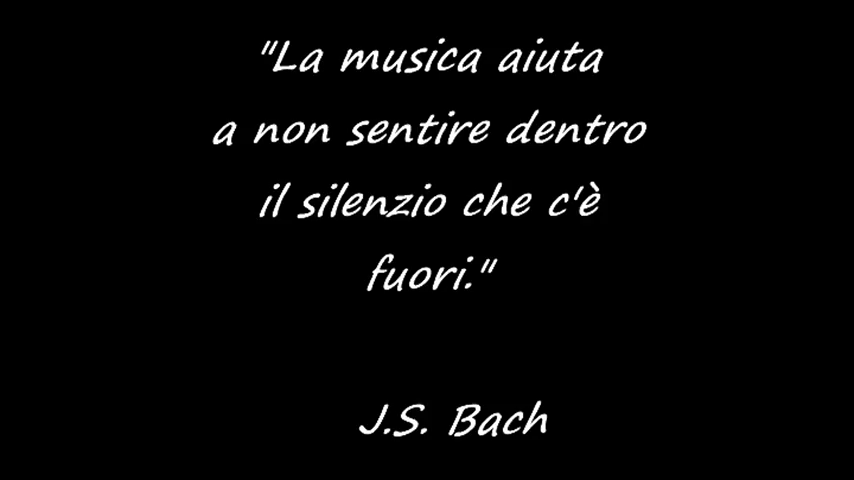 "La musica aiuta
a non sentire dentro
il silenzio che c'è
fuori."
J.S. Bach